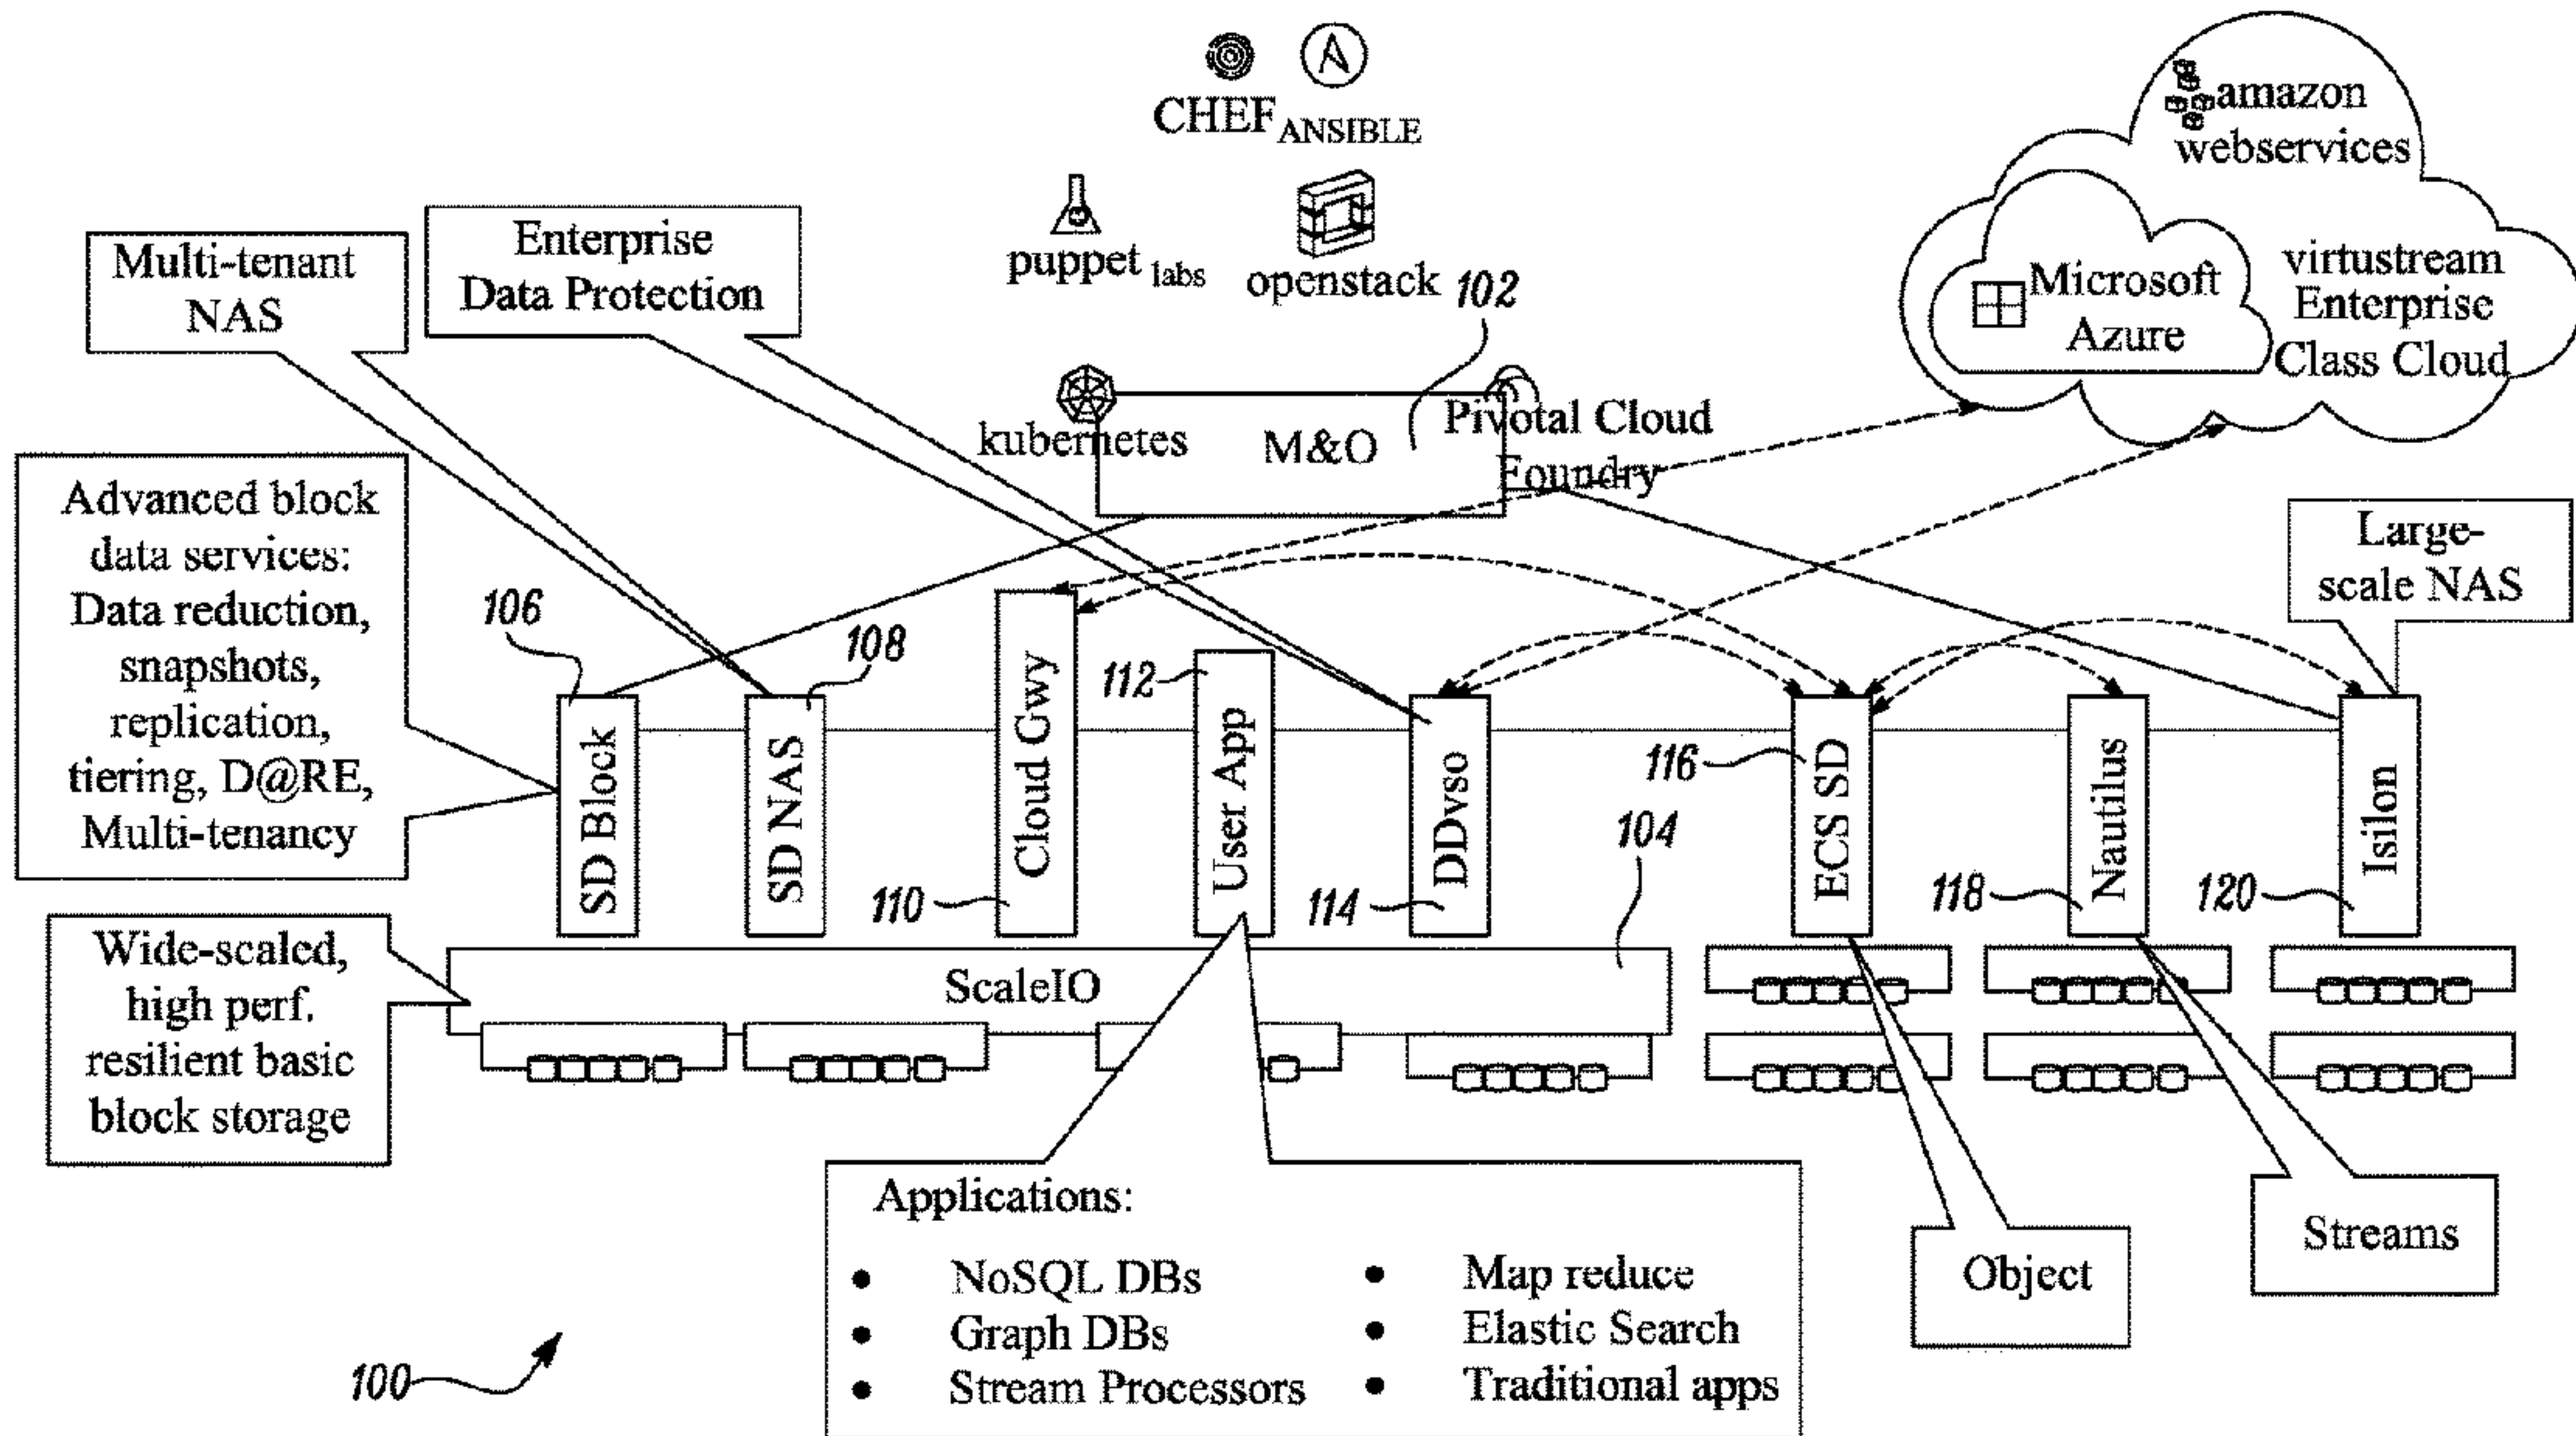 CHEF ANSIBLE
puppet labs
openstack
102
amazon
webservices
Microsoft
Azure
virtustream
Enterprise
Class Cloud
Multi-tenant
NAS
Enterprise
Data Protection
kubernetes
M&O
Pivotal Cloud
Foundry
Advanced block
data services:
Data reduction,
snapshots,
replication,
tiering, D@RE,
Multi-tenancy
Large-
scale NAS
106
108
112
116
104
110
114
118
120
SD Block
SD NAS
Cloud Gwy
User App
DDvso
ECS SD
Nautilus
Isilon
Wide-scaled,
high perf.
resilient basic
block storage
ScaleIO
Applications:
• NoSQL DBs
• Graph DBs
• Stream Processors
• Map reduce
• Elastic Search
• Traditional apps
Object
Streams
100